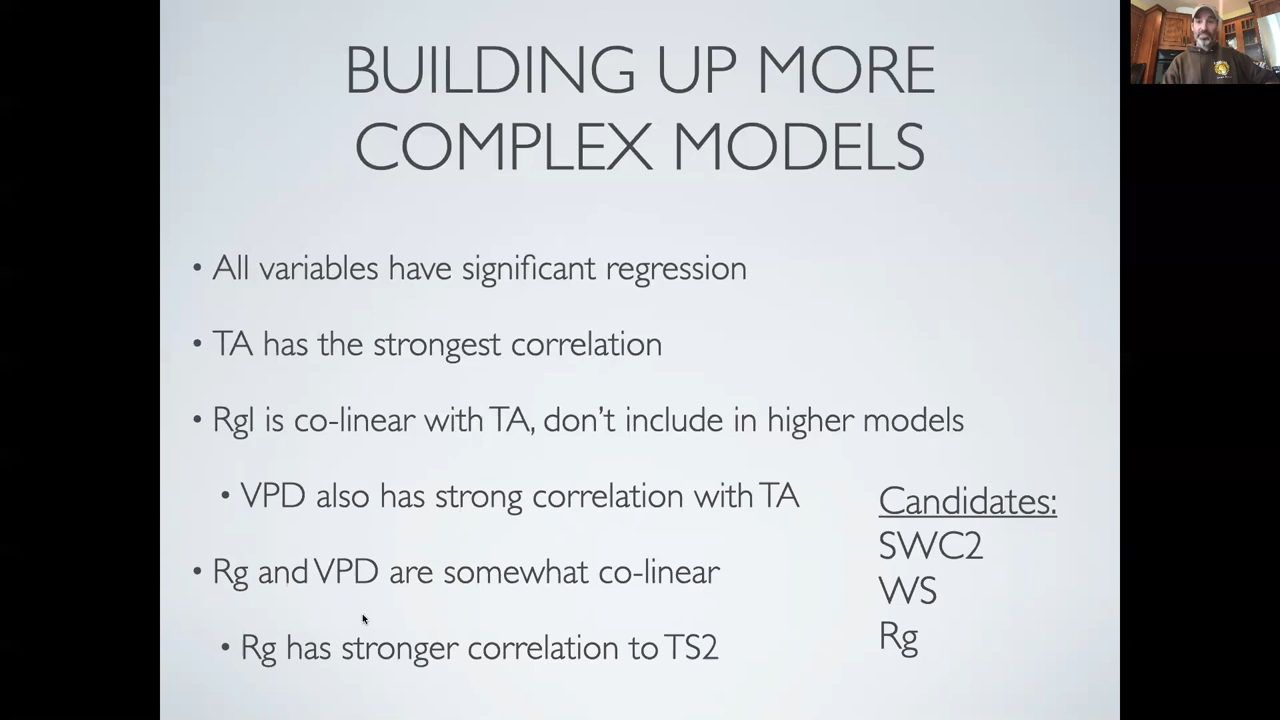 BUILDING UP MORE
COMPLEX MODELS
• All variables have significant regression
• TA has the strongest correlation
• Rgl is co-linear with TA, don't include in higher models
• VPD also has strong correlation with TA
• Rg and VPD are somewhat co-linear
• Rg has stronger correlation to TS2
Candidates:
SWC2
WS
Rg